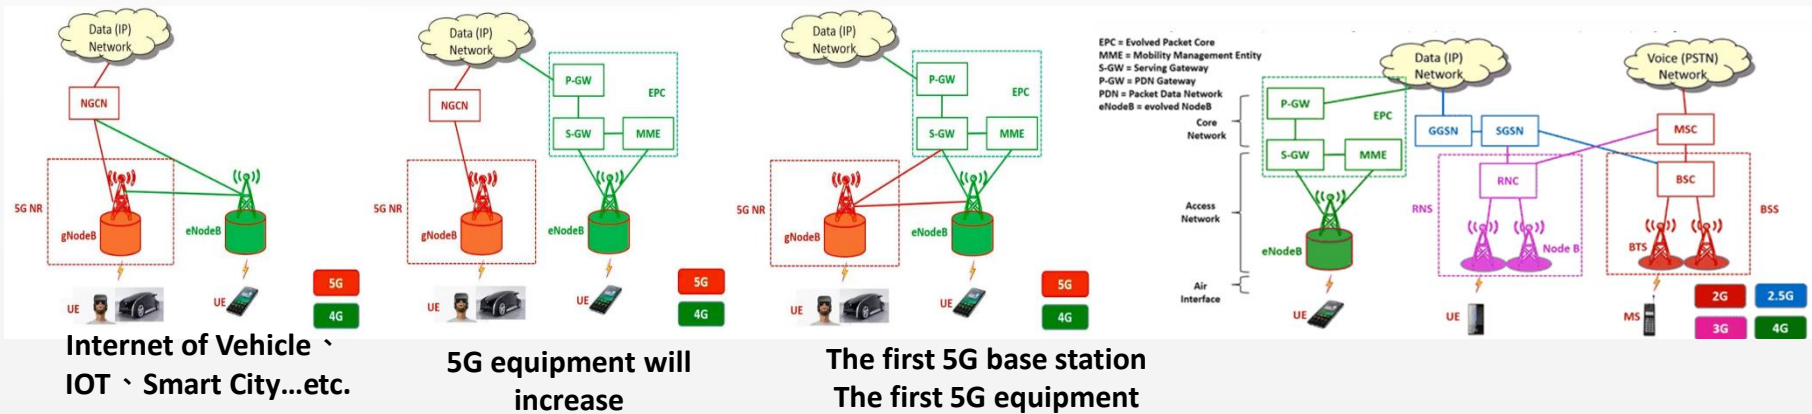 Data (IP)
Network
NGCN
5G NR
gNodeB
eNodeB
UE
UE
5G
4G
Internet of Vehicle、
IOT、Smart City...etc.
Data (IP)
Network
NGCN
P-GW
EPC
S-GW
MME
5G NR
gNodeB
eNodeB
UE
UE
5G
4G
5G equipment will
increase
Data (IP)
Network
P-GW
EPC
S-GW
MME
5G NR
gNodeB
eNodeB
UE
UE
5G
4G
The first 5G base station
The first 5G equipment
EPC = Evolved Packet Core
MME = Mobility Management Entity
S-GW = Serving Gateway
P-GW = PDN Gateway
PDN = Packet Data Network
eNodeB = evolved NodeB
Core
Network
Access
Network
Air
Interface
Data (IP)
Network
Voice (PSTN)
Network
P-GW
EPC
S-GW
MME
GGSN
SGSN
MSC
RNC
BSC
RNS
BSS
eNodeB
Node B
BTS
UE
UE
MS
2G
2.5G
3G
4G